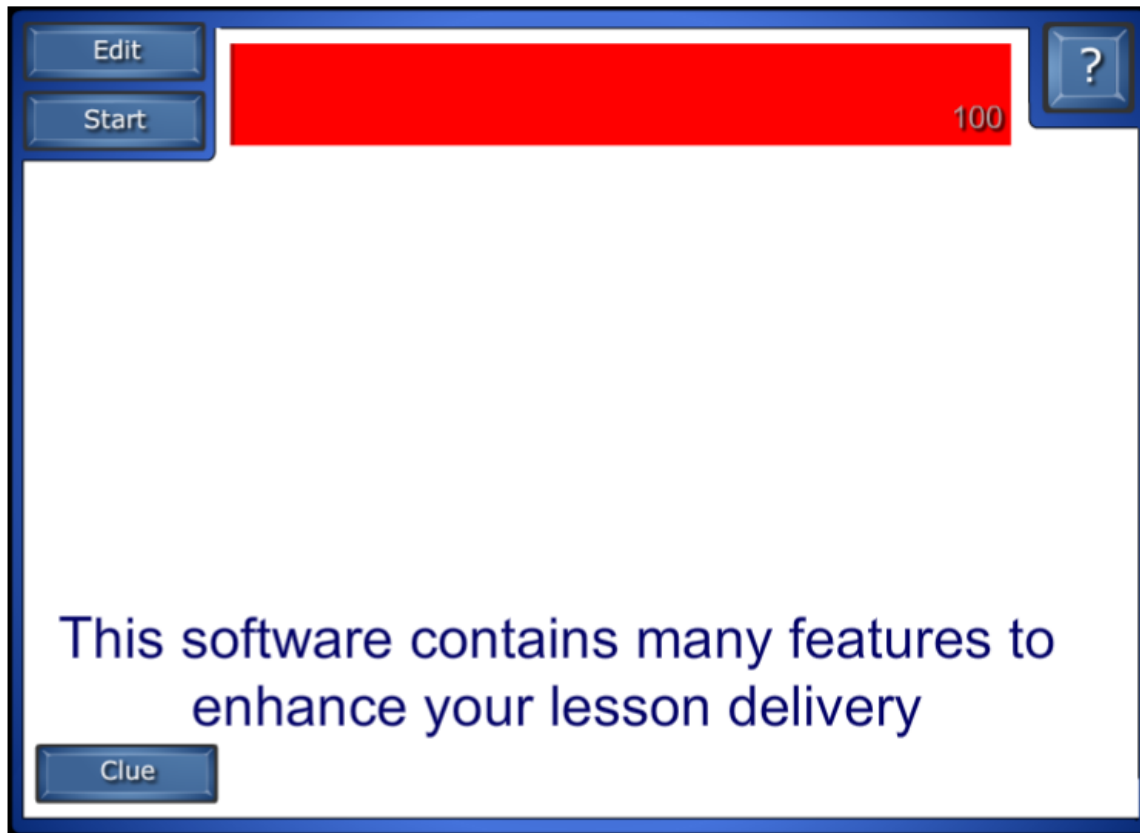 Edit
?
Start
100
This software contains many features to
enhance your lesson delivery
Clue